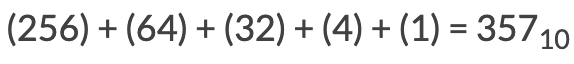 (256) + (64) + (32) + (4) + (1) = 357₁₀